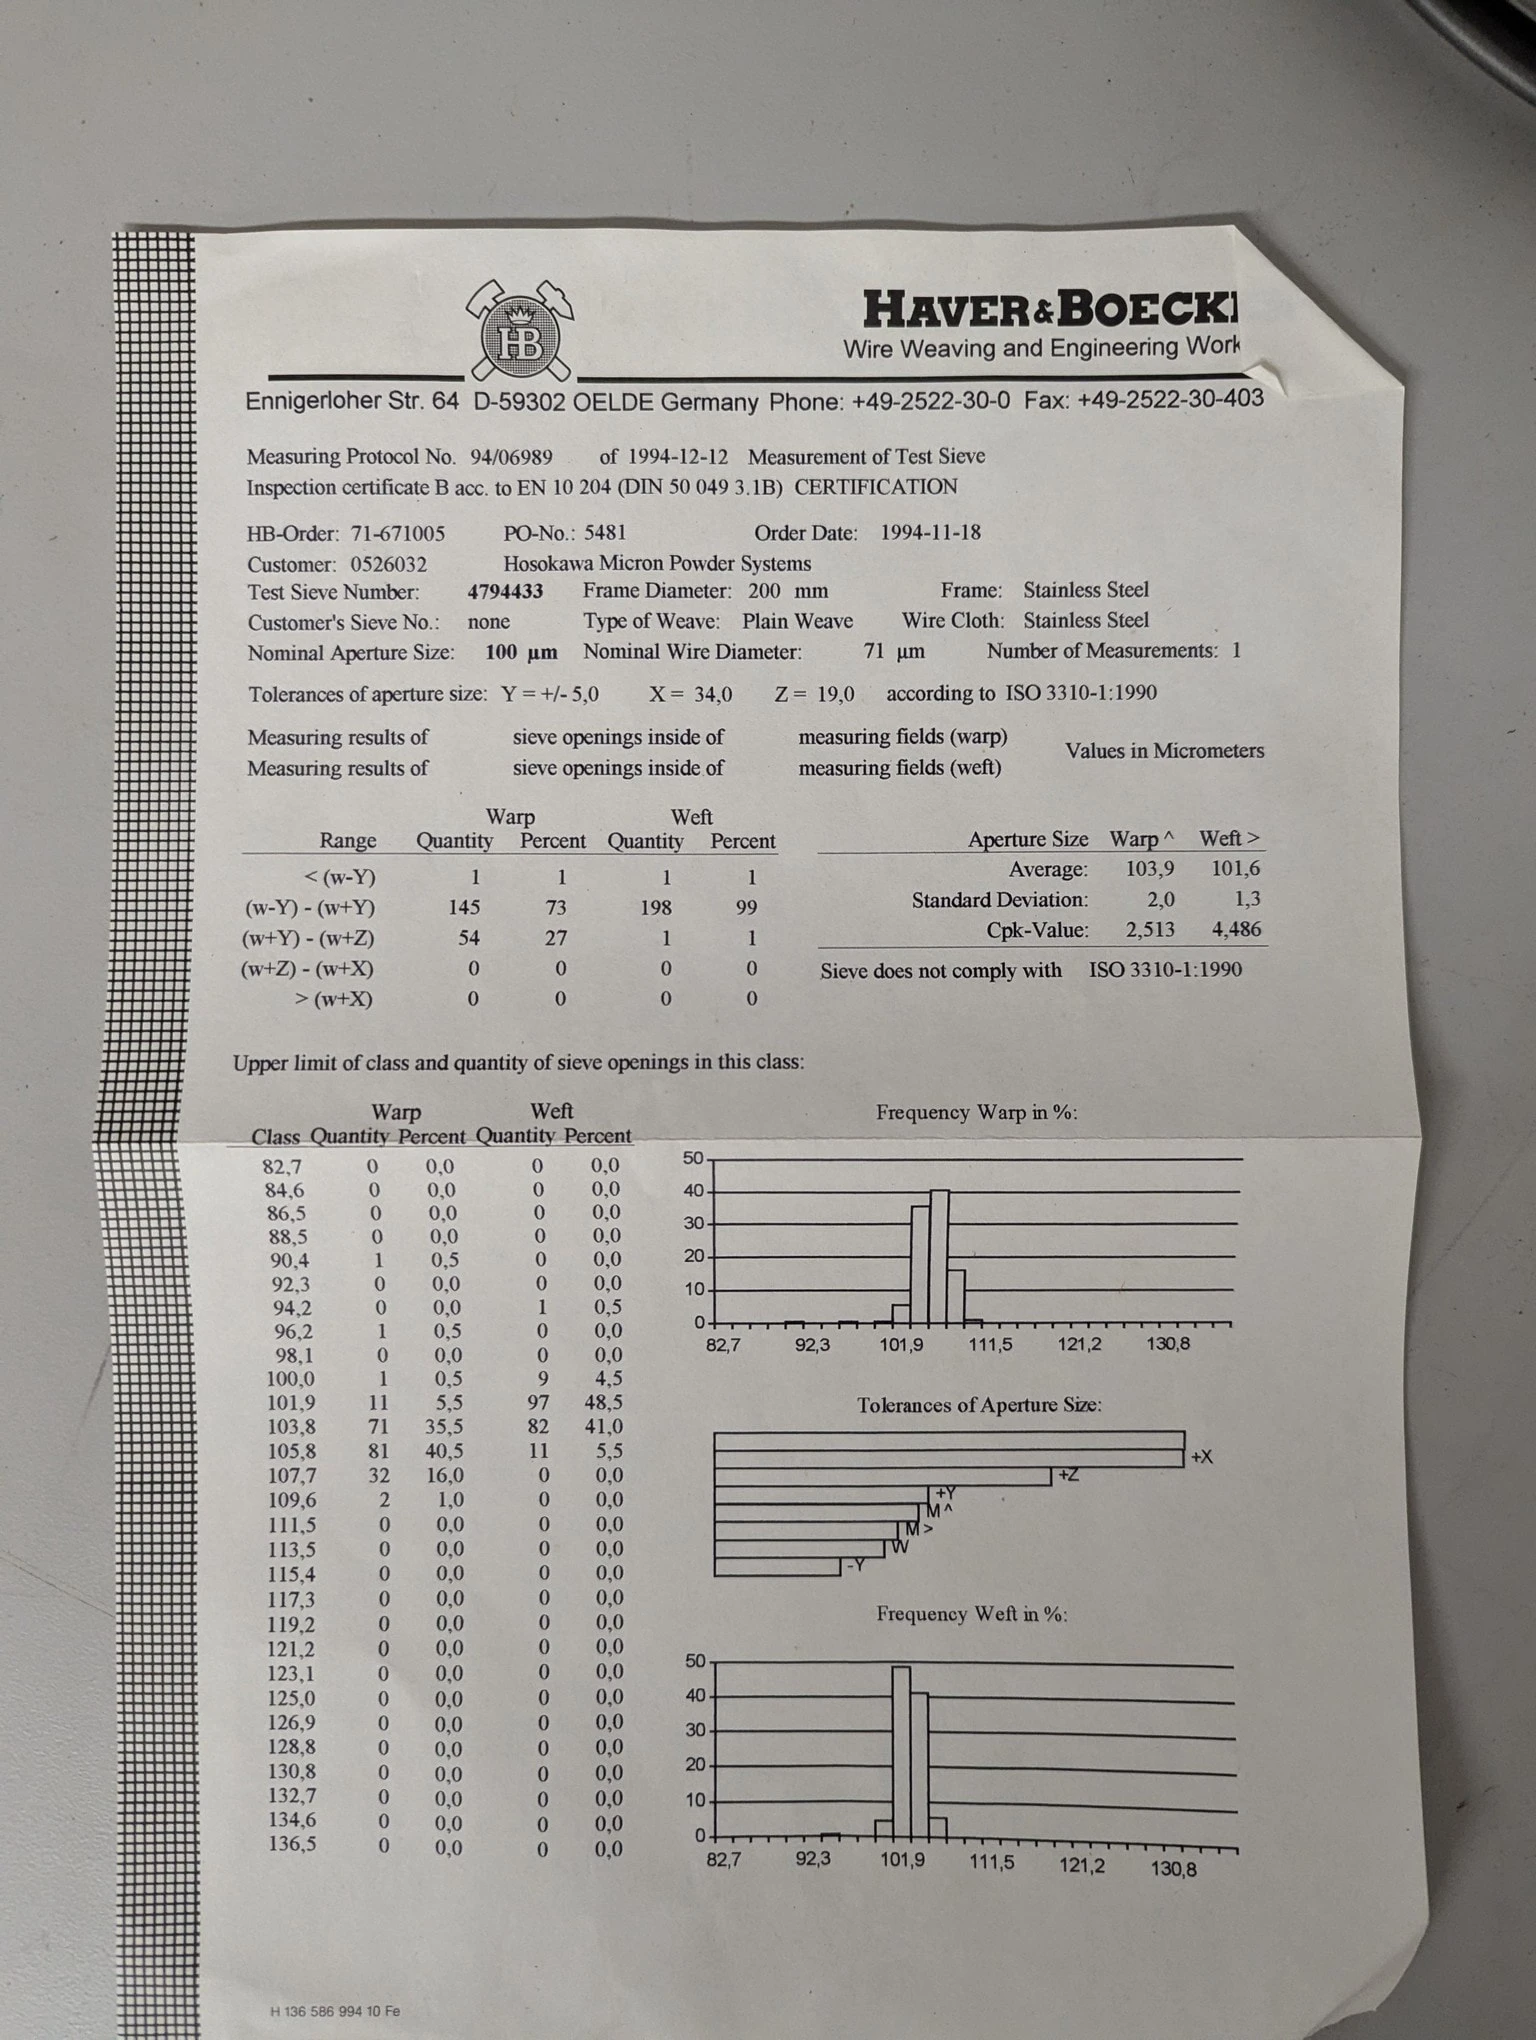 HB
HAVER&BOECK
Wire Weaving and Engineering Work
Ennigerloher Str. 64 D-59302 OELDE Germany Phone: +49-2522-30-0 Fax: +49-2522-30-403
Measuring Protocol No. 94/06989 of 1994-12-12 Measurement of Test Sieve
Inspection certificate B acc. to EN 10 204 (DIN 50 049 3.1B) CERTIFICATION
HB-Order: 71-671005 PO-No.: 5481 Order Date: 1994-11-18
Customer: 0526032 Hosokawa Micron Powder Systems
Test Sieve Number: 4794433 Frame Diameter: 200 mm Frame: Stainless Steel
Customer's Sieve No.: none Type of Weave: Plain Weave Wire Cloth: Stainless Steel
Nominal Aperture Size: 100 µm Nominal Wire Diameter: 71 µm Number of Measurements: 1
Tolerances of aperture size: Y = +/- 5,0 X = 34,0 Z = 19,0 according to ISO 3310-1:1990
Measuring results of sieve openings inside of measuring fields (warp)
Measuring results of sieve openings inside of measuring fields (weft)
Values in Micrometers
Warp Weft
Range Quantity Percent Quantity Percent
< (w-Y) 1 1 1 1
(w-Y) - (w+Y) 145 73 198 99
(w+Y) - (w+Z) 54 27 1 1
(w+Z) - (w+X) 0 0 0 0
> (w+X) 0 0 0 0
Aperture Size Warp ^ Weft >
Average: 103,9 101,6
Standard Deviation: 2,0 1,3
Cpk-Value: 2,513 4,486
Sieve does not comply with ISO 3310-1:1990
Upper limit of class and quantity of sieve openings in this class:
Warp Weft
Class Quantity Percent Quantity Percent
82,7 0 0,0 0 0,0
84,6 0 0,0 0 0,0
86,5 0 0,0 0 0,0
88,5 0 0,0 0 0,0
90,4 1 0,5 0 0,0
92,3 0 0,0 0 0,0
94,2 0 0,0 1 0,5
96,2 1 0,5 0 0,0
98,1 0 0,0 0 0,0
100,0 1 0,5 9 4,5
101,9 11 5,5 97 48,5
103,8 71 35,5 82 41,0
105,8 81 40,5 11 5,5
107,7 32 16,0 0 0,0
109,6 2 1,0 0 0,0
111,5 0 0,0 0 0,0
113,5 0 0,0 0 0,0
115,4 0 0,0 0 0,0
117,3 0 0,0 0 0,0
119,2 0 0,0 0 0,0
121,2 0 0,0 0 0,0
123,1 0 0,0 0 0,0
125,0 0 0,0 0 0,0
126,9 0 0,0 0 0,0
128,8 0 0,0 0 0,0
130,8 0 0,0 0 0,0
132,7 0 0,0 0 0,0
134,6 0 0,0 0 0,0
136,5 0 0,0 0 0,0
Frequency Warp in %:
50
40
30
20
10
0
82,7 92,3 101,9 111,5 121,2 130,8
Tolerances of Aperture Size:
+X
+Z
+Y
M ^
M >
W
-Y
Frequency Weft in %:
50
40
30
20
10
0
82,7 92,3 101,9 111,5 121,2 130,8
H 136 586 994 10 Fe